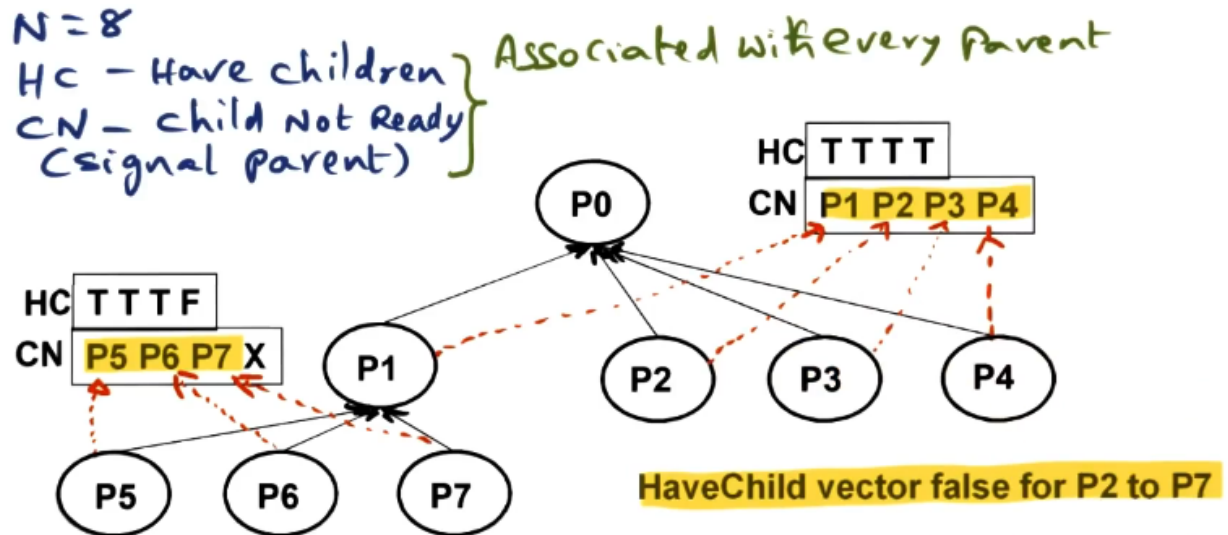 N = 8
HC - Have children
CN - Child Not Ready
(signal parent)
Associated with every parent
HC T T T T
CN P1 P2 P3 P4
P0
HC T T T F
CN P5 P6 P7 X
P1
P2
P3
P4
P5
P6
P7
HaveChild vector false for P2 to P7